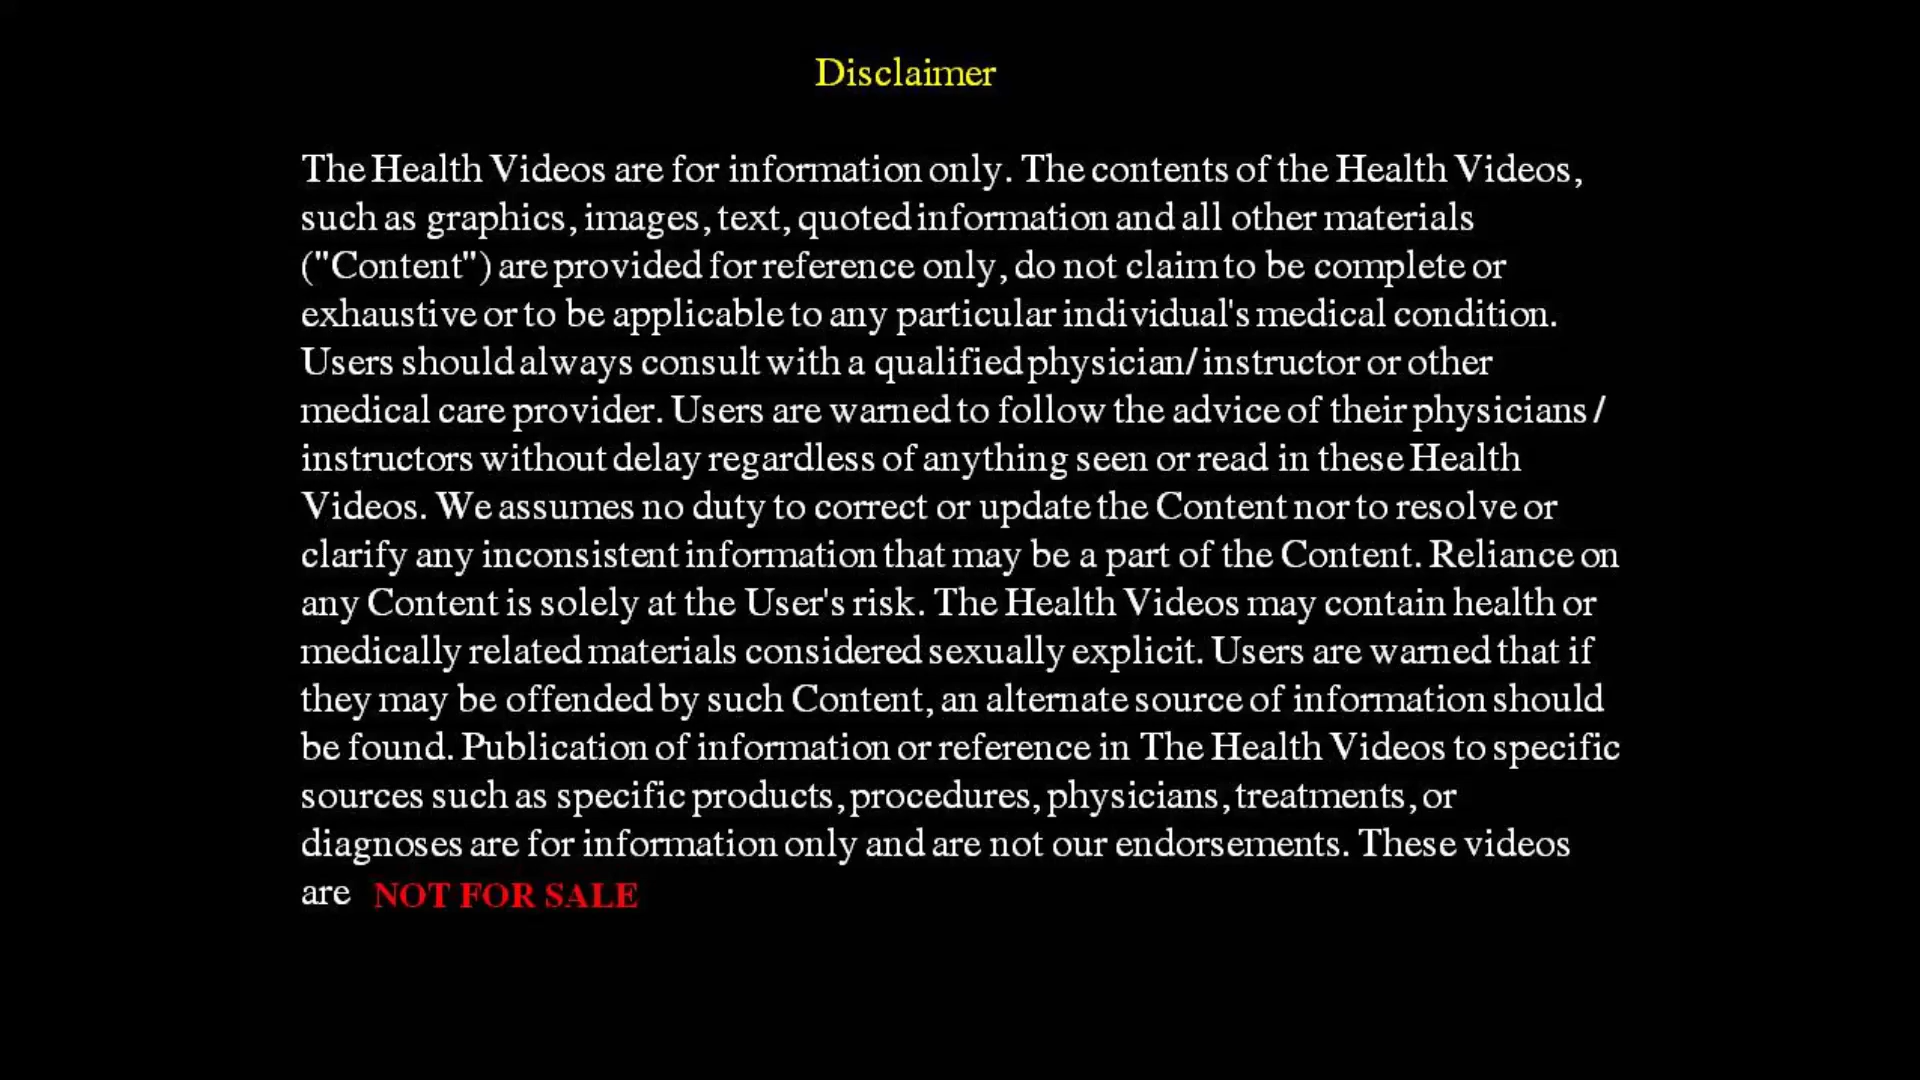 Disclaimer
The Health Videos are for information only. The contents of the Health Videos,
such as graphics, images, text, quoted information and all other materials
("Content") are provided for reference only, do not claim to be complete or
exhaustive or to be applicable to any particular individual's medical condition.
Users should always consult with a qualified physician/ instructor or other
medical care provider. Users are warned to follow the advice of their physicians /
instructors without delay regardless of anything seen or read in these Health
Videos. We assumes no duty to correct or update the Content nor to resolve or
clarify any inconsistent information that may be a part of the Content. Reliance on
any Content is solely at the User's risk. The Health Videos may contain health or
medically related materials considered sexually explicit. Users are warned that if
they may be offended by such Content, an alternate source of information should
be found. Publication of information or reference in The Health Videos to specific
sources such as specific products, procedures, physicians, treatments, or
diagnoses are for information only and are not our endorsements. These videos
are NOT FOR SALE